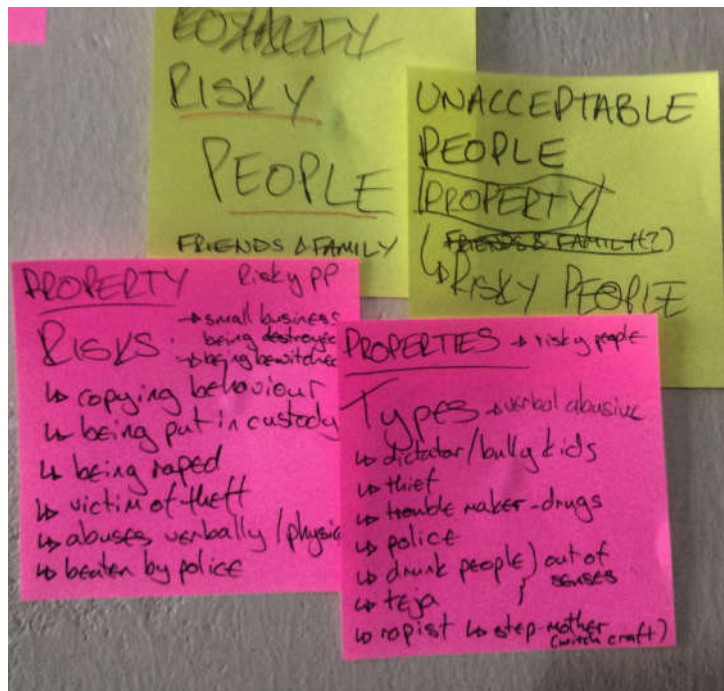 EQUALITY
RISKY
PEOPLE
FRIENDS & FAMILY
UNACCEPTABLE
PEOPLE
PROPERTY
FRIENDS & FAMILY(?)
↳ RISKY PEOPLE
PROPERTY Risky PP
RISKS. → small business
being destroyed
→ being bewitched
↳ copying behaviour
↳ being put in custody
↳ being raped
↳ victim of theft
↳ abuses verbally / physic
↳ beaten by police
PROPERTIES → risky people
Types → verbal abusive
↳ dictator/bully kids
↳ thief
↳ trouble maker - drugs
↳ police
↳ drunk people) out of
senses
↳ teja
↳ rapist ↳ step-mother
(witch craft)